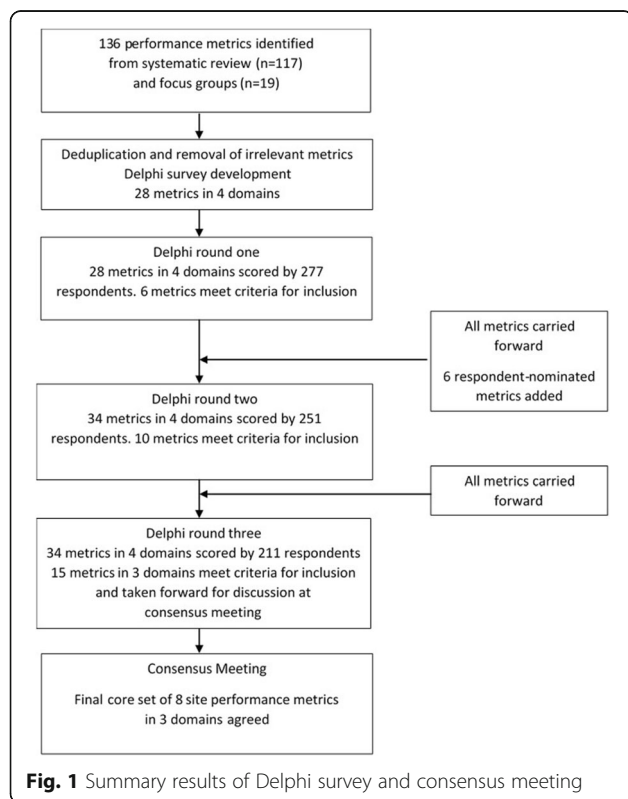 136 performance metrics identified
from systematic review (n=117)
and focus groups (n=19)
Deduplication and removal of irrelevant metrics
Delphi survey development
28 metrics in 4 domains
Delphi round one
28 metrics in 4 domains scored by 277
respondents. 6 metrics meet criteria for inclusion
All metrics carried
forward
6 respondent-nominated
metrics added
Delphi round two
34 metrics in 4 domains scored by 251
respondents. 10 metrics meet criteria for inclusion
All metrics carried
forward
Delphi round three
34 metrics in 4 domains scored by 211 respondents
15 metrics in 3 domains meet criteria for inclusion
and taken forward for discussion at
consensus meeting
Consensus Meeting
Final core set of 8 site performance metrics
in 3 domains agreed
Fig. 1 Summary results of Delphi survey and consensus meeting